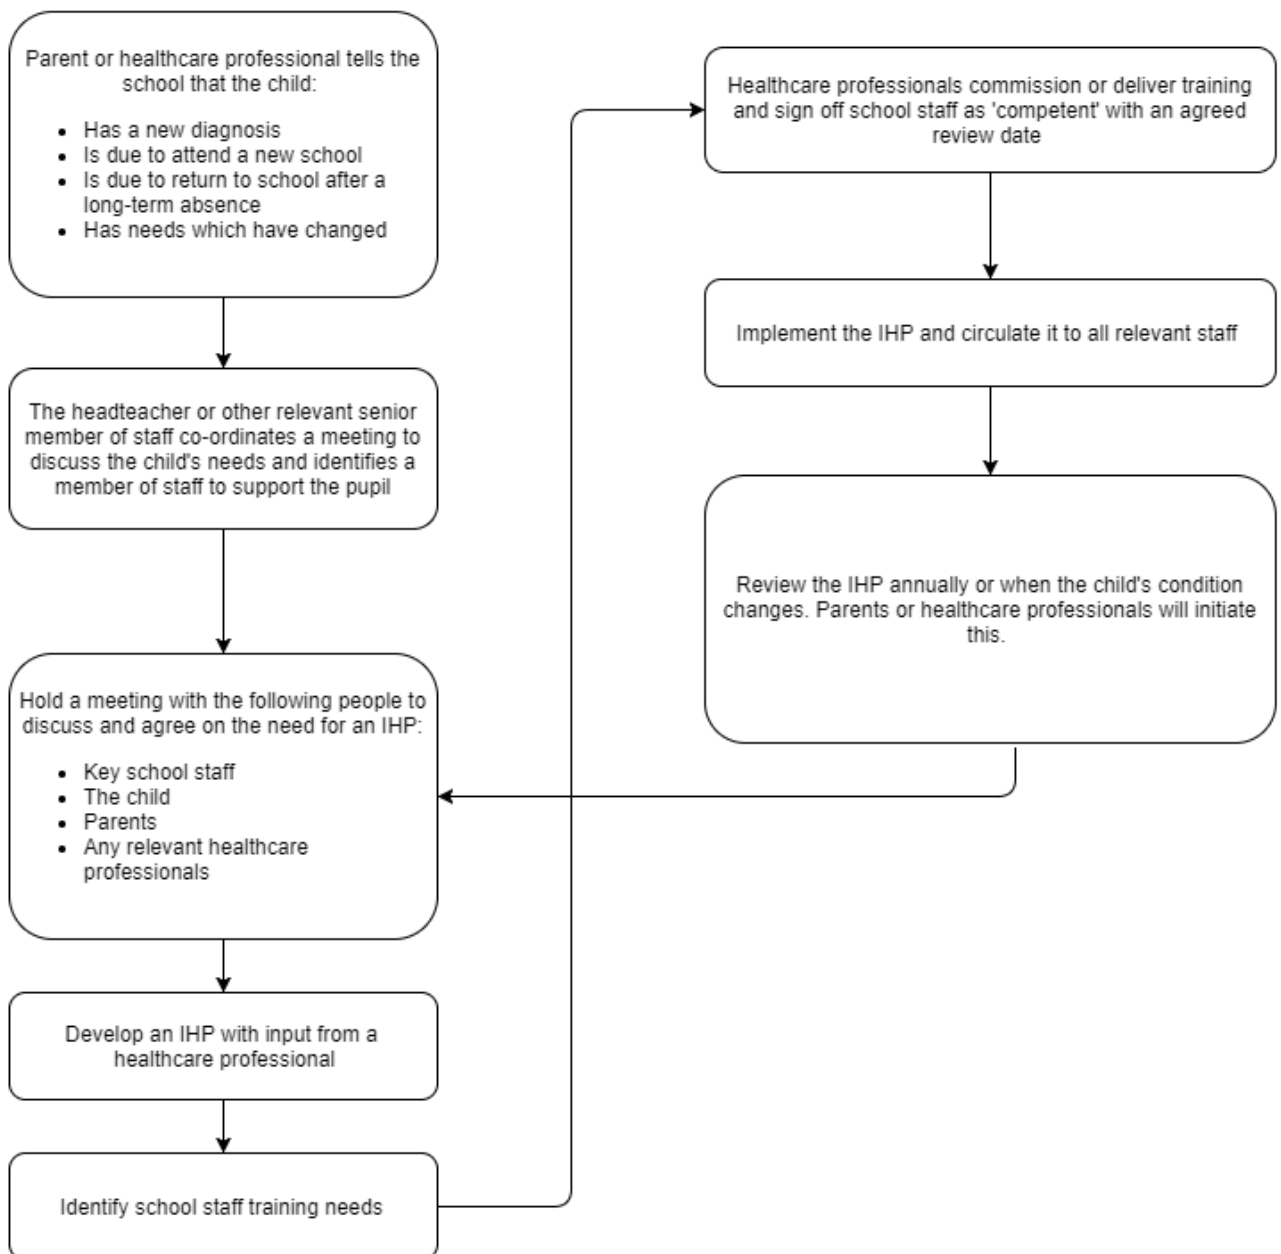 Parent or healthcare professional tells the
school that the child:
• Has a new diagnosis
• Is due to attend a new school
• Is due to return to school after a
long-term absence
• Has needs which have changed
The headteacher or other relevant senior
member of staff co-ordinates a meeting to
discuss the child's needs and identifies a
member of staff to support the pupil
Hold a meeting with the following people to
discuss and agree on the need for an IHP:
• Key school staff
• The child
• Parents
• Any relevant healthcare
professionals
Develop an IHP with input from a
healthcare professional
Identify school staff training needs
Healthcare professionals commission or deliver training
and sign off school staff as 'competent' with an agreed
review date
Implement the IHP and circulate it to all relevant staff
Review the IHP annually or when the child's condition
changes. Parents or healthcare professionals will initiate
this.